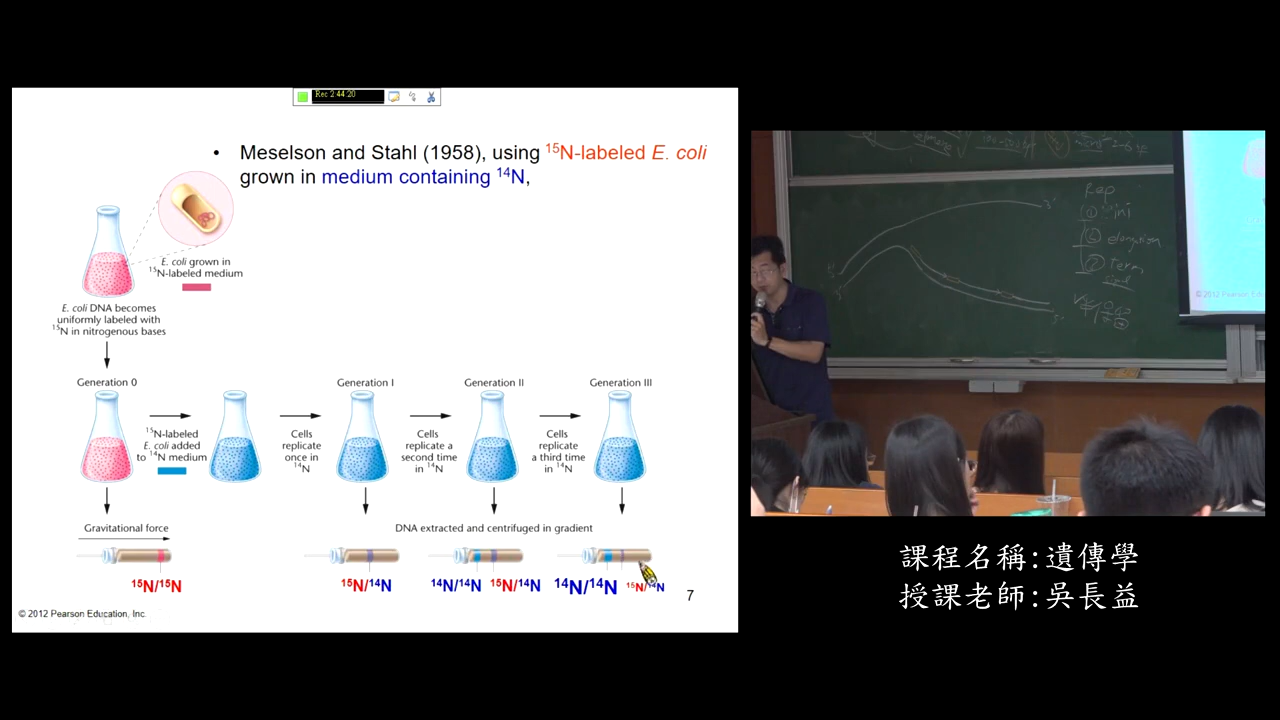 Rec 2:44:20
• Meselson and Stahl (1958), using ¹⁵N-labeled E. coli
grown in medium containing ¹⁴N,
E. coli grown in
¹⁵N-labeled medium
E. coli DNA becomes
uniformly labeled with
¹⁵N in nitrogenous bases
Generation 0
Generation I
Generation II
Generation III
¹⁵N-labeled
E. coli added
to ¹⁴N medium
Cells
replicate
once in
¹⁴N
Cells
replicate a
second time
in ¹⁴N
Cells
replicate
a third time
in ¹⁴N
Gravitational force
DNA extracted and centrifuged in gradient
¹⁵N/¹⁵N
¹⁵N/¹⁴N
¹⁴N/¹⁴N
¹⁵N/¹⁴N
¹⁴N/¹⁴N
¹⁵N/¹⁴N
7
© 2012 Pearson Education, Inc.
Rep
ini
elongation
term
3'
© 2012 Pearson Edu
課程名稱:遺傳學
授課老師:吳長益